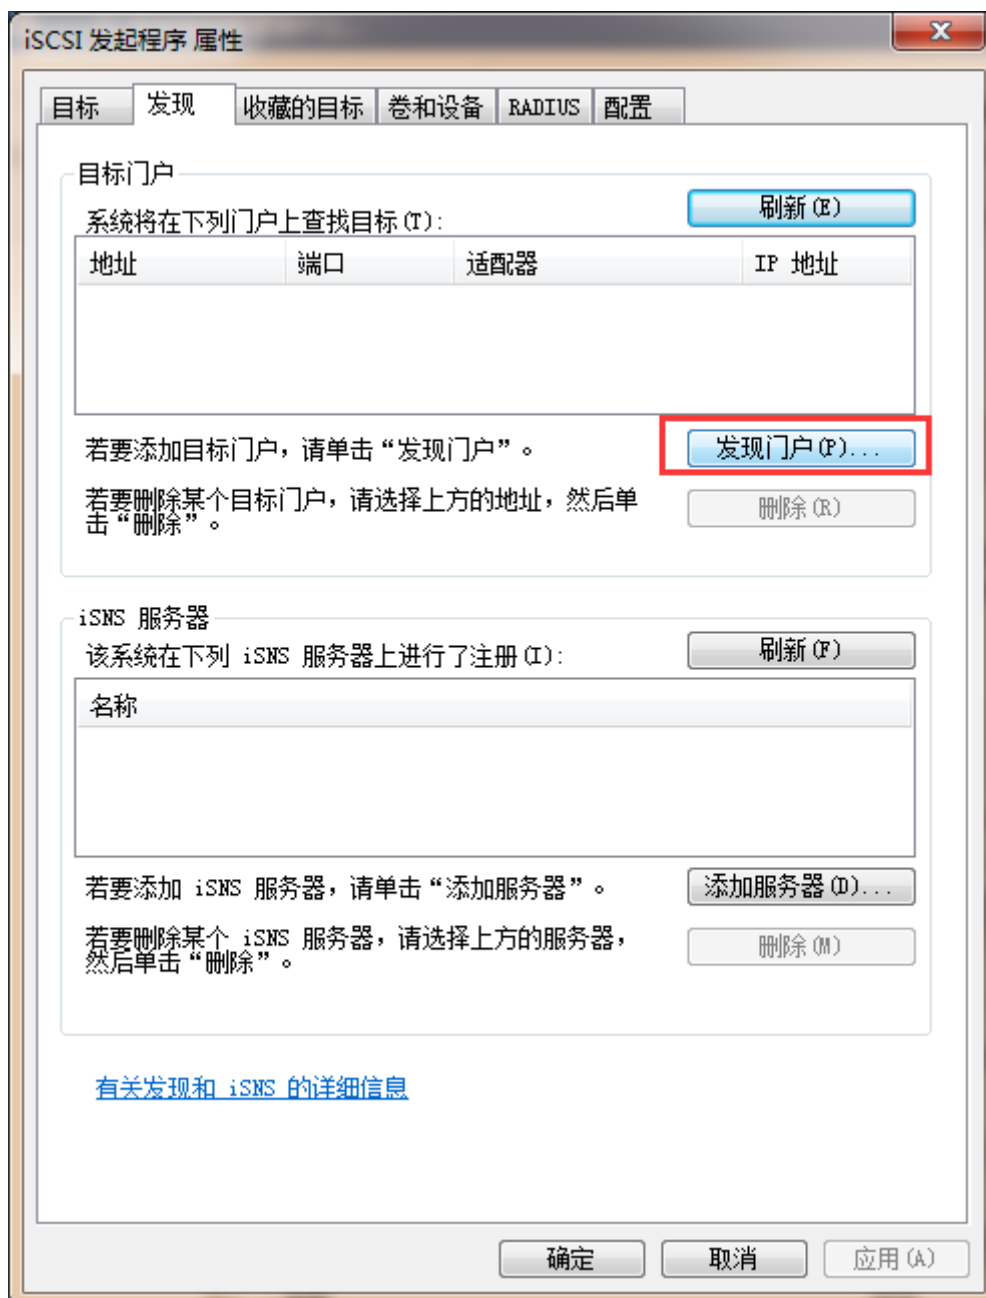 iSCSI 发起程序 属性
目标 发现 收藏的目标 卷和设备 RADIUS 配置
目标门户
系统将在下列门户上查找目标(T): 刷新(E)
地址 端口 适配器 IP 地址
若要添加目标门户，请单击“发现门户”。 发现门户(P)...
若要删除某个目标门户，请选择上方的地址，然后单
击“删除”。 删除(R)
iSNS 服务器
该系统在下列 iSNS 服务器上进行了注册(I): 刷新(F)
名称
若要添加 iSNS 服务器，请单击“添加服务器”。 添加服务器(D)...
若要删除某个 iSNS 服务器，请选择上方的服务器，
然后单击“删除”。 删除(M)
有关发现和 iSNS 的详细信息
确定 取消 应用(A)